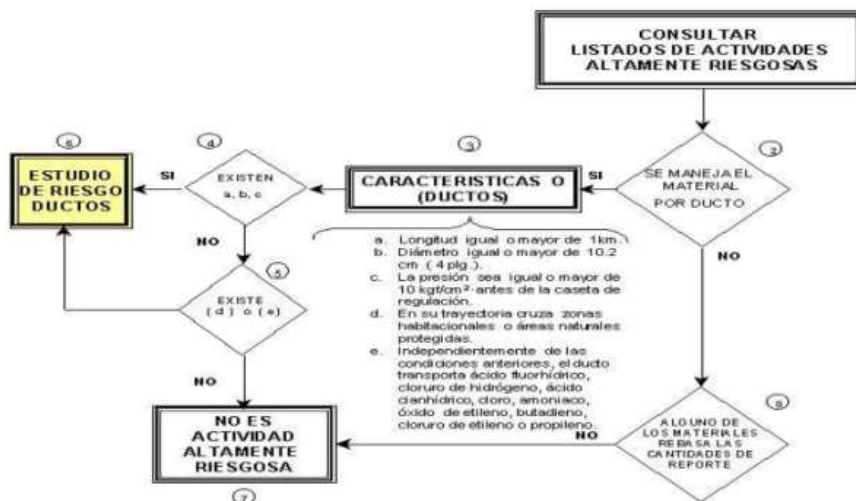 CONSULTAR
LISTADOS DE ACTIVIDADES
ALTAMENTE RIESGOSAS
2
SE MANEJA EL
MATERIAL
POR DUCTO
SI
NO
3
CARACTERISTICAS O
(DUCTOS)
a. Longitud igual o mayor de 1km.
b. Diámetro igual o mayor de 10.2
cm ( 4 plg.).
c. La presión sea igual o mayor de
10 kgf/cm² antes de la caseta de
regulación.
d. En su trayectoria cruza zonas
habitacionales o áreas naturales
protegidas.
e. Independientemente de las
condiciones anteriores, el ducto
transporta ácido fluorhídrico,
cloruro de hidrógeno, ácido
cianhídrico, cloro, amoniaco,
óxido de etileno, butadieno,
cloruro de etileno o propileno.
4
EXISTEN
a, b, c
SI
NO
6
ESTUDIO
DE RIESGO
DUCTOS
5
EXISTE
( d ) o ( e )
NO
NO ES
ACTIVIDAD
ALTAMENTE
RIESGOSA
7
8
ALGUNO DE
LOS MATERIALES
REBASA LAS
CANTIDADES DE
REPORTE
NO